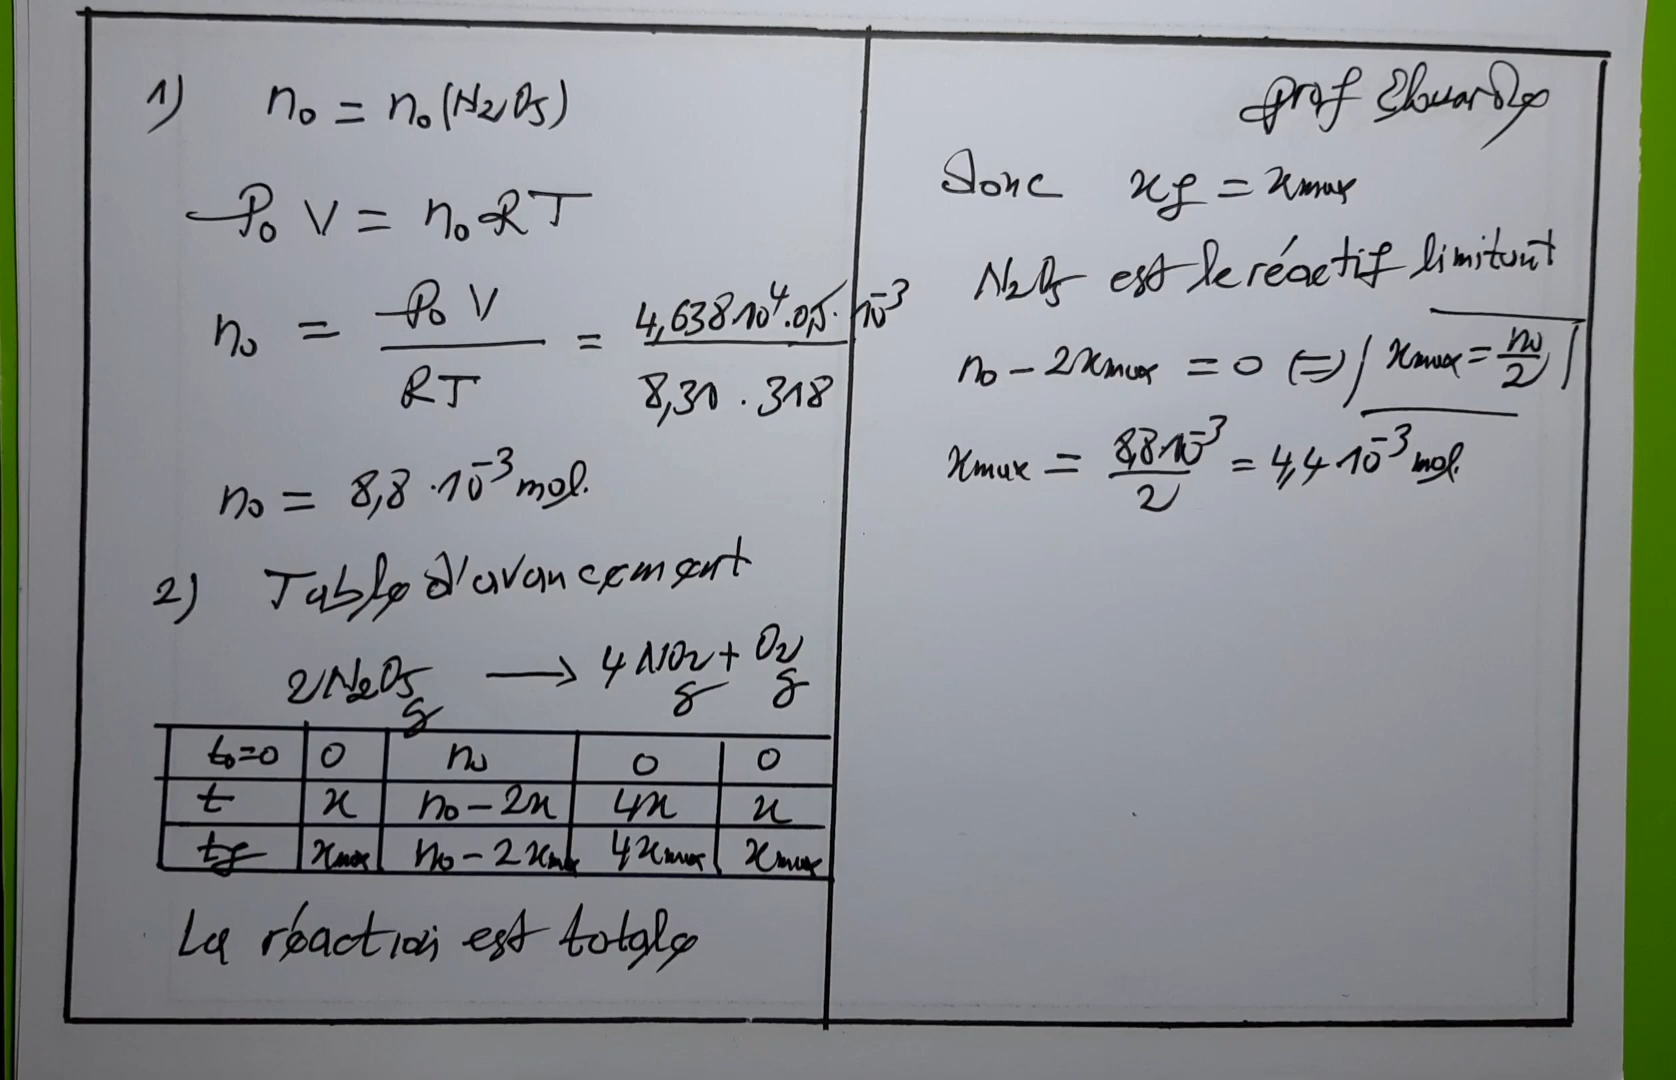 1) n₀ = n₀(N₂O₅)
P₀ V = n₀ R T
n₀ = P₀ V / RT = 4,638 10⁴ . 0,5 . 10⁻³ / 8,31 . 318
n₀ = 8,8 . 10⁻³ mol.
2) Table d'avancement
2N₂O₅ g → 4 NO₂ g + O₂ g
t₀=0 | 0 | n₀ | 0 | 0
t | x | n₀ - 2x | 4x | x
tf | xmax | n₀ - 2xmax | 4xmax | xmax
La réaction est totale
Prof
Donc xf = xmax
N₂O₅ est le réactif limitant
n₀ - 2xmax = 0 (=) xmax = n₀/2
xmax = 8,8 10⁻³ / 2 = 4,4 10⁻³ mol.